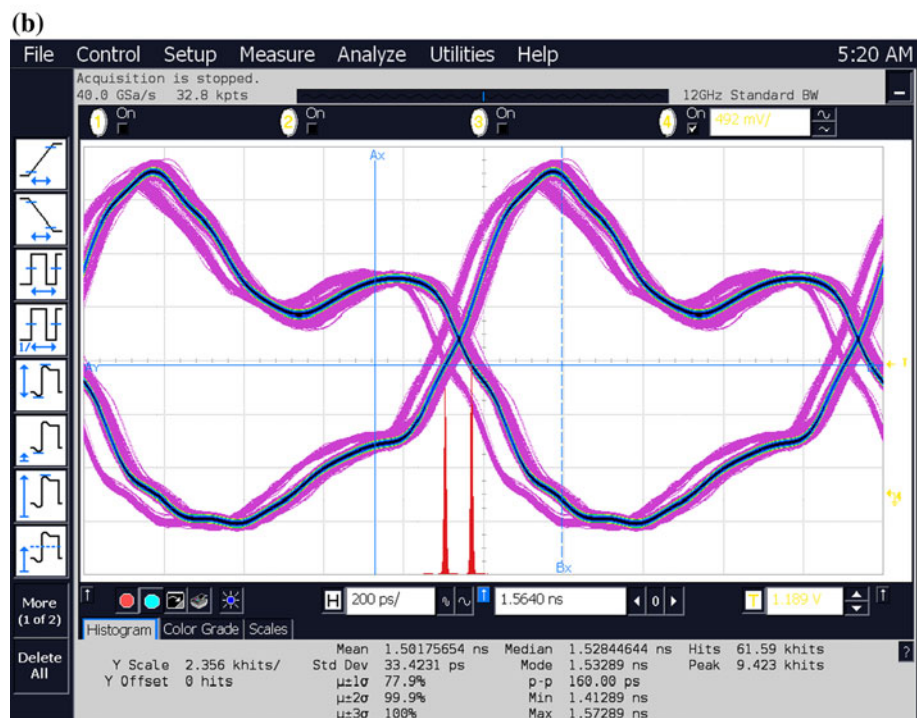 (b)
File Control Setup Measure Analyze Utilities Help 5:20 AM
Acquisition is stopped.
40.0 GSa/s 32.8 kpts 12GHz Standard BW
1 On 2 On 3 On 4 On 492 mV/
Ax
AY
Bx
1/
More
(1 of 2)
Delete
All
H 200 ps/ 1.5640 ns 0 T 1.189 V
Histogram Color Grade Scales
Mean 1.50175654 ns Median 1.52844644 ns Hits 61.59 khits ?
Y Scale 2.356 khits/ Std Dev 33.4231 ps Mode 1.53289 ns Peak 9.423 khits
Y Offset 0 hits μ±1σ 77.9% p-p 160.00 ps
μ±2σ 99.9% Min 1.41289 ns
μ±3σ 100% Max 1.57289 ns